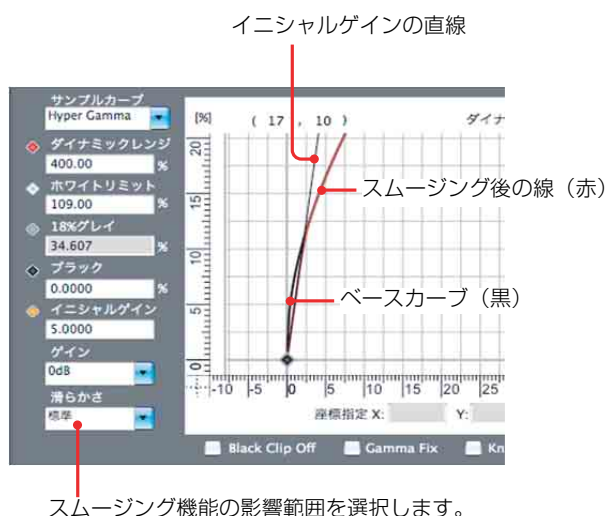 イニシャルゲインの直線
サンプルカーブ
Hyper Gamma
ダイナミックレンジ
400.00 %
ホワイトリミット
109.00 %
18%グレイ
34.607 %
ブラック
0.0000 %
イニシャルゲイン
5.0000
ゲイン
0dB
滑らかさ
標準
[%] ( 17 , 10 ) ダイナ
20
15
10
5
0
-10 -5 0 5 10 15 20 25
座標指定 X: Y:
Black Clip Off Gamma Fix Kn
スムージング後の線（赤）
ベースカーブ（黒）
スムージング機能の影響範囲を選択します。